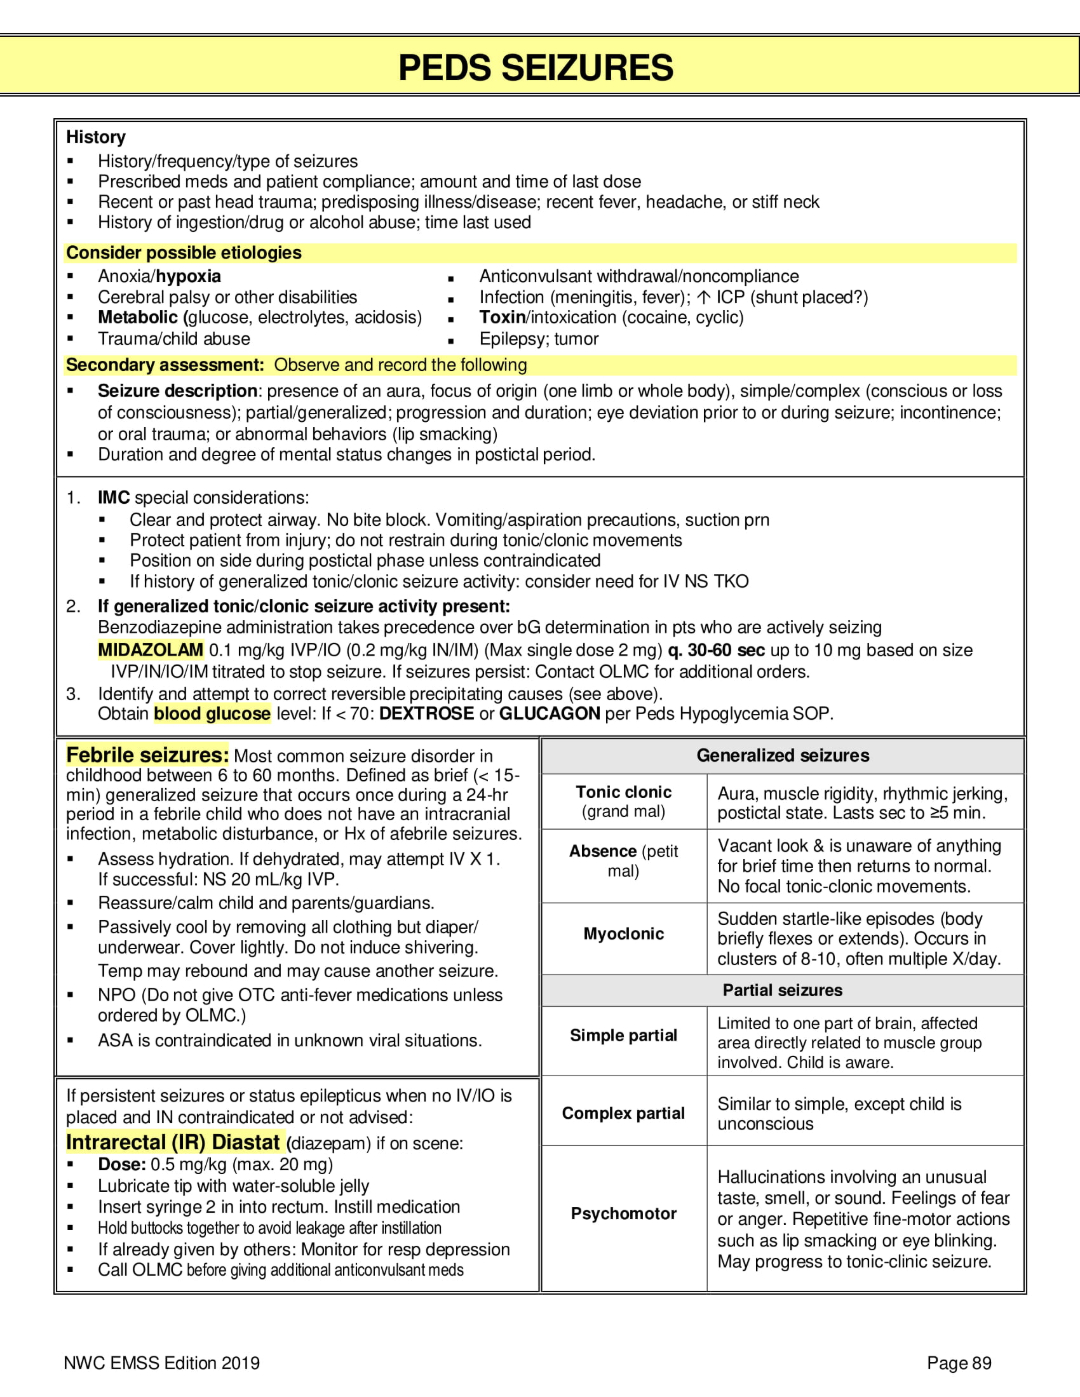 PEDS SEIZURES
History
▪ History/frequency/type of seizures
▪ Prescribed meds and patient compliance; amount and time of last dose
▪ Recent or past head trauma; predisposing illness/disease; recent fever, headache, or stiff neck
▪ History of ingestion/drug or alcohol abuse; time last used
Consider possible etiologies
▪ Anoxia/hypoxia
▪ Cerebral palsy or other disabilities
▪ Metabolic (glucose, electrolytes, acidosis)
▪ Trauma/child abuse
▪ Anticonvulsant withdrawal/noncompliance
▪ Infection (meningitis, fever); ↑ ICP (shunt placed?)
▪ Toxin/intoxication (cocaine, cyclic)
▪ Epilepsy; tumor
Secondary assessment: Observe and record the following
▪ Seizure description: presence of an aura, focus of origin (one limb or whole body), simple/complex (conscious or loss
of consciousness); partial/generalized; progression and duration; eye deviation prior to or during seizure; incontinence;
or oral trauma; or abnormal behaviors (lip smacking)
▪ Duration and degree of mental status changes in postictal period.
1. IMC special considerations:
▪ Clear and protect airway. No bite block. Vomiting/aspiration precautions, suction prn
▪ Protect patient from injury; do not restrain during tonic/clonic movements
▪ Position on side during postictal phase unless contraindicated
▪ If history of generalized tonic/clonic seizure activity: consider need for IV NS TKO
2. If generalized tonic/clonic seizure activity present:
Benzodiazepine administration takes precedence over bG determination in pts who are actively seizing
MIDAZOLAM 0.1 mg/kg IVP/IO (0.2 mg/kg IN/IM) (Max single dose 2 mg) q. 30-60 sec up to 10 mg based on size
IVP/IN/IO/IM titrated to stop seizure. If seizures persist: Contact OLMC for additional orders.
3. Identify and attempt to correct reversible precipitating causes (see above).
Obtain blood glucose level: If < 70: DEXTROSE or GLUCAGON per Peds Hypoglycemia SOP.
Febrile seizures: Most common seizure disorder in
childhood between 6 to 60 months. Defined as brief (< 15-
min) generalized seizure that occurs once during a 24-hr
period in a febrile child who does not have an intracranial
infection, metabolic disturbance, or Hx of afebrile seizures.
▪ Assess hydration. If dehydrated, may attempt IV X 1.
If successful: NS 20 mL/kg IVP.
▪ Reassure/calm child and parents/guardians.
▪ Passively cool by removing all clothing but diaper/
underwear. Cover lightly. Do not induce shivering.
Temp may rebound and may cause another seizure.
▪ NPO (Do not give OTC anti-fever medications unless
ordered by OLMC.)
▪ ASA is contraindicated in unknown viral situations.
If persistent seizures or status epilepticus when no IV/IO is
placed and IN contraindicated or not advised:
Intrarectal (IR) Diastat (diazepam) if on scene:
▪ Dose: 0.5 mg/kg (max. 20 mg)
▪ Lubricate tip with water-soluble jelly
▪ Insert syringe 2 in into rectum. Instill medication
▪ Hold buttocks together to avoid leakage after instillation
▪ If already given by others: Monitor for resp depression
▪ Call OLMC before giving additional anticonvulsant meds
Generalized seizures
Tonic clonic
(grand mal)
Aura, muscle rigidity, rhythmic jerking,
postictal state. Lasts sec to ≥5 min.
Absence (petit
mal)
Vacant look & is unaware of anything
for brief time then returns to normal.
No focal tonic-clonic movements.
Myoclonic
Sudden startle-like episodes (body
briefly flexes or extends). Occurs in
clusters of 8-10, often multiple X/day.
Partial seizures
Simple partial
Limited to one part of brain, affected
area directly related to muscle group
involved. Child is aware.
Complex partial
Similar to simple, except child is
unconscious
Psychomotor
Hallucinations involving an unusual
taste, smell, or sound. Feelings of fear
or anger. Repetitive fine-motor actions
such as lip smacking or eye blinking.
May progress to tonic-clinic seizure.
NWC EMSS Edition 2019
Page 89